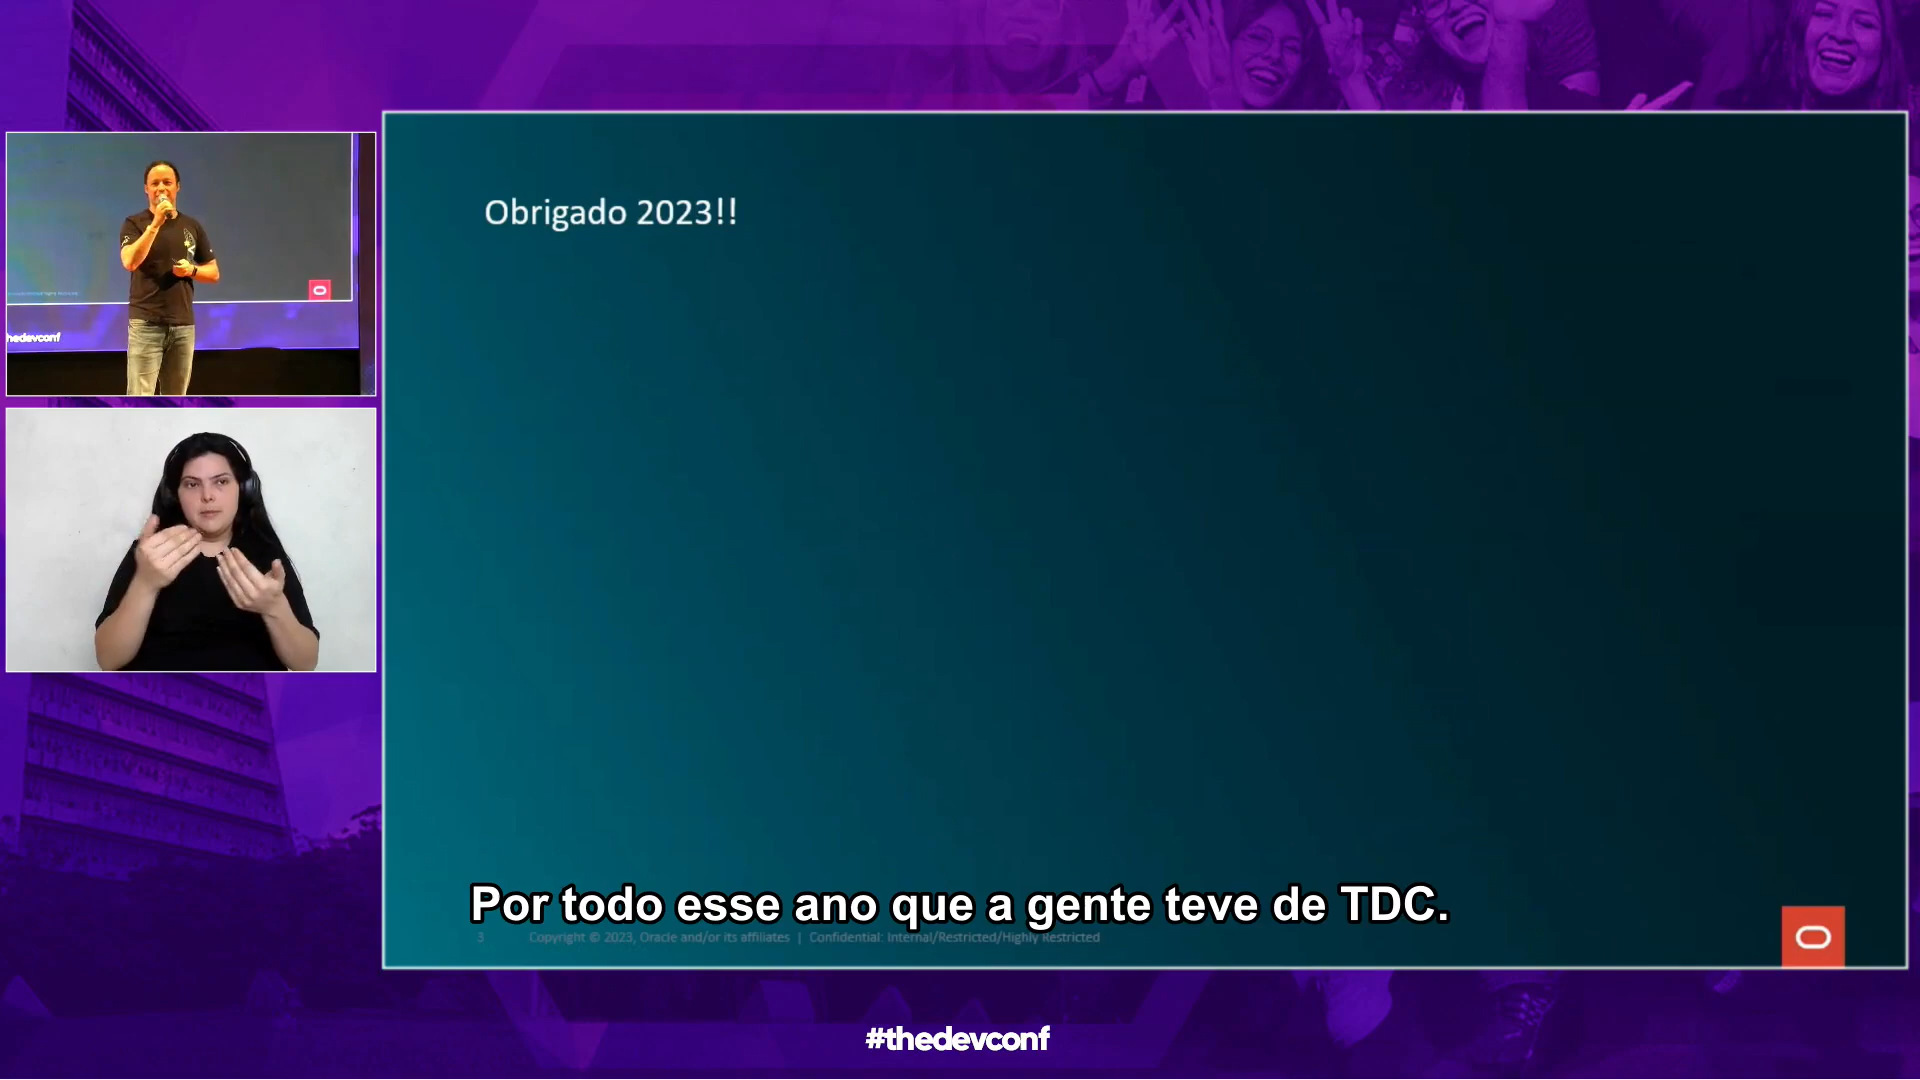 Obrigado 2023!!
hedevconf
Por todo esse ano que a gente teve de TDC.
3 Copyright © 2023, Oracle and/or its affiliates | Confidential: Internal/Restricted/Highly Restricted
#thedevconf